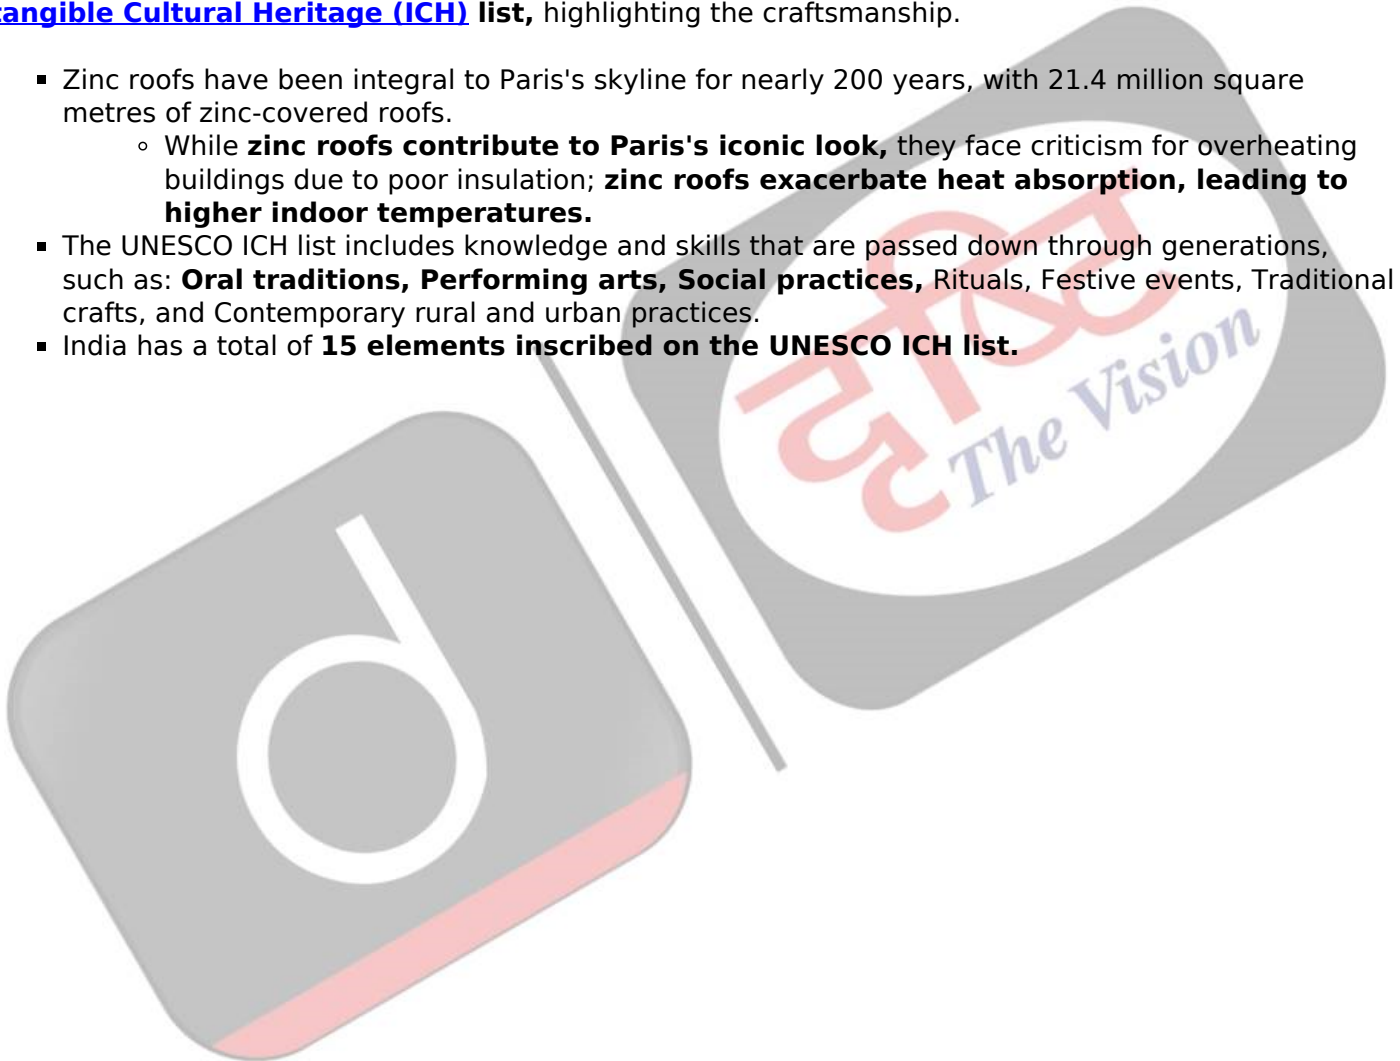 tangible Cultural Heritage (ICH) list, highlighting the craftsmanship.
▪ Zinc roofs have been integral to Paris's skyline for nearly 200 years, with 21.4 million square
metres of zinc-covered roofs.
◦ While zinc roofs contribute to Paris's iconic look, they face criticism for overheating
buildings due to poor insulation; zinc roofs exacerbate heat absorption, leading to
higher indoor temperatures.
▪ The UNESCO ICH list includes knowledge and skills that are passed down through generations,
such as: Oral traditions, Performing arts, Social practices, Rituals, Festive events, Traditional
crafts, and Contemporary rural and urban practices.
▪ India has a total of 15 elements inscribed on the UNESCO ICH list.
दृष्टि
The Vision
d